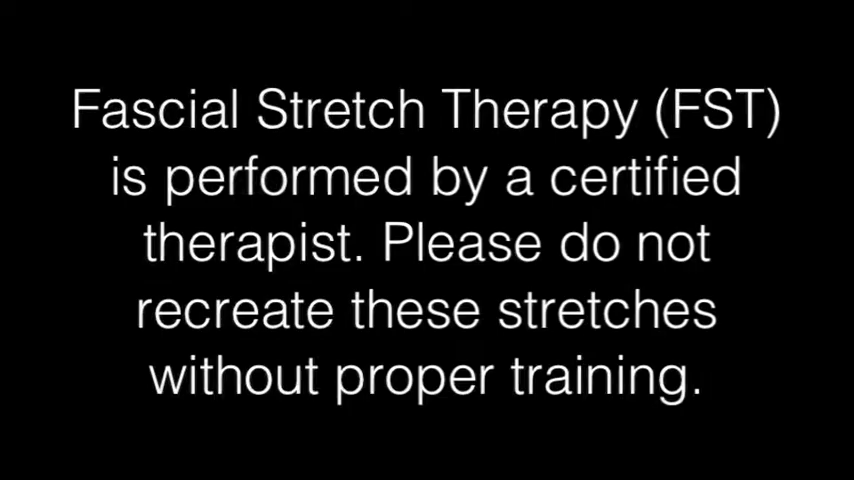 Fascial Stretch Therapy (FST)
is performed by a certified
therapist. Please do not
recreate these stretches
without proper training.